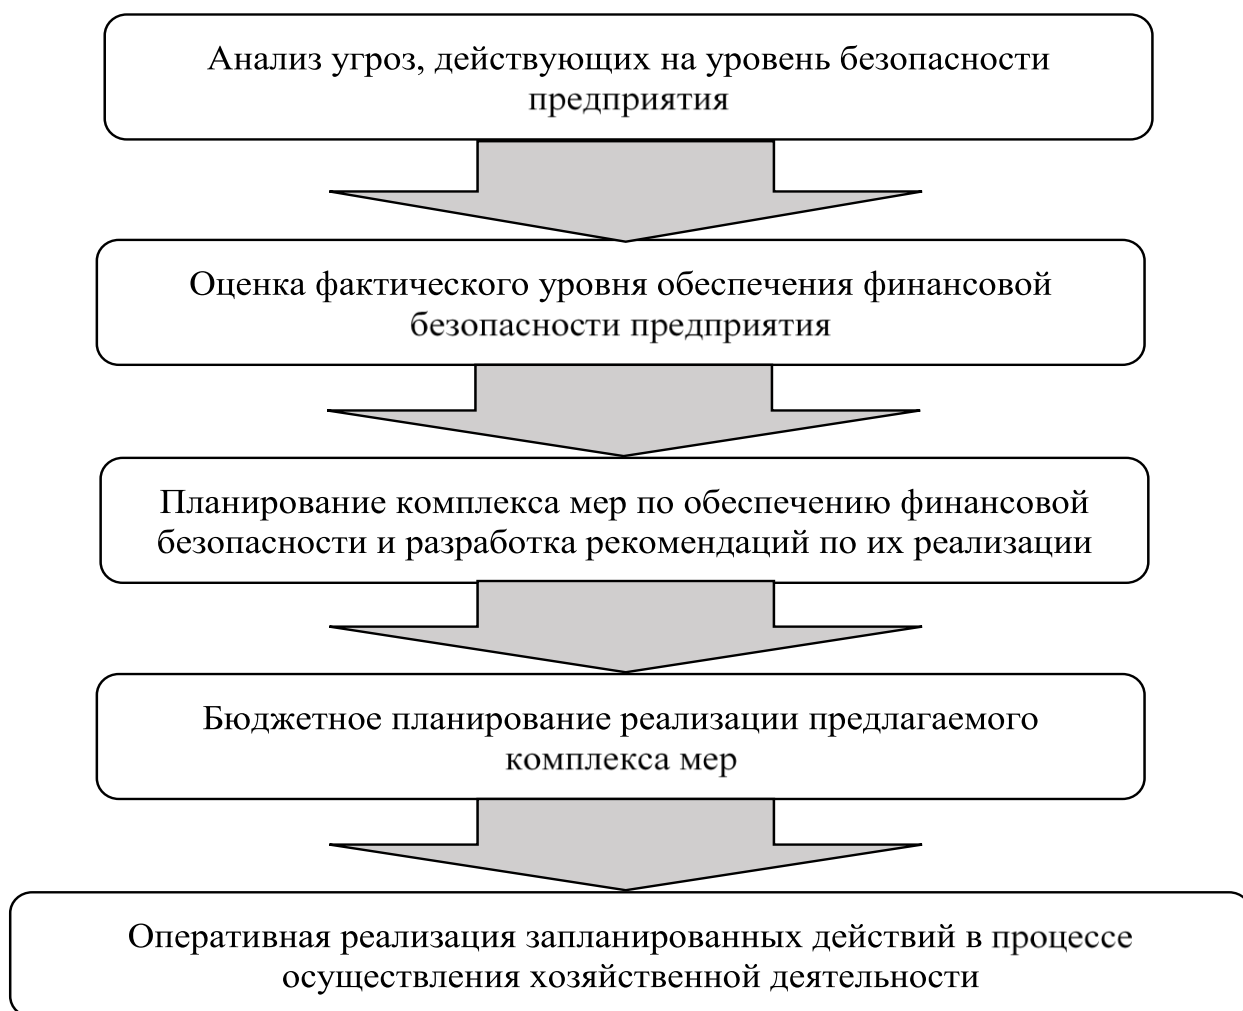 Анализ угроз, действующих на уровень безопасности
предприятия
Оценка фактического уровня обеспечения финансовой
безопасности предприятия
Планирование комплекса мер по обеспечению финансовой
безопасности и разработка рекомендаций по их реализации
Бюджетное планирование реализации предлагаемого
комплекса мер
Оперативная реализация запланированных действий в процессе
осуществления хозяйственной деятельности